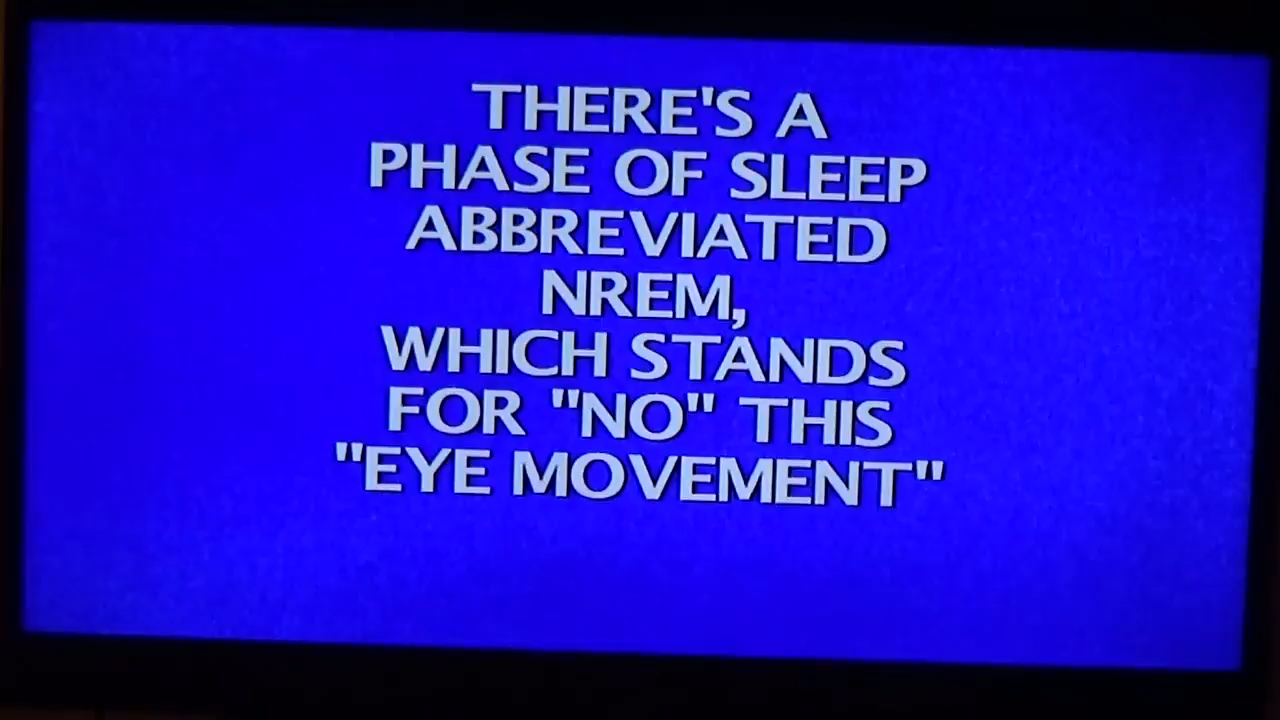 THERE'S A
PHASE OF SLEEP
ABBREVIATED
NREM,
WHICH STANDS
FOR "NO" THIS
"EYE MOVEMENT"